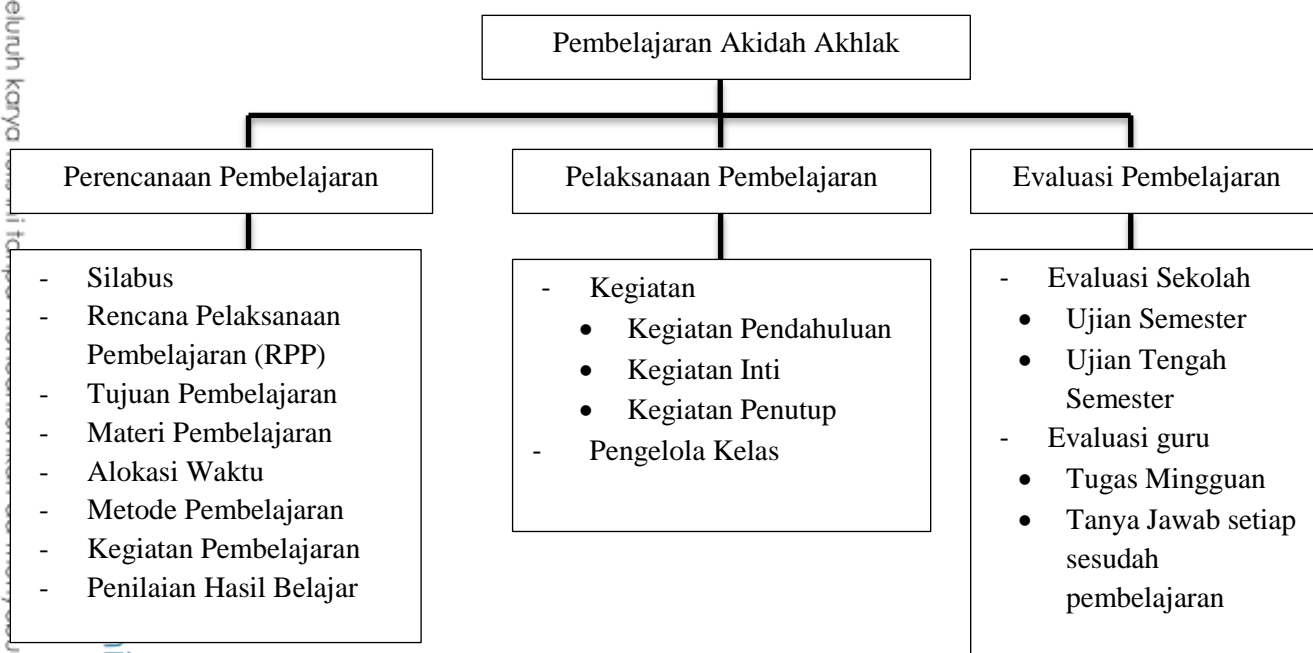 Pembelajaran Akidah Akhlak
Perencanaan Pembelajaran
Pelaksanaan Pembelajaran
Evaluasi Pembelajaran
- Silabus
- Rencana Pelaksanaan
Pembelajaran (RPP)
- Tujuan Pembelajaran
- Materi Pembelajaran
- Alokasi Waktu
- Metode Pembelajaran
- Kegiatan Pembelajaran
- Penilaian Hasil Belajar
- Kegiatan
• Kegiatan Pendahuluan
• Kegiatan Inti
• Kegiatan Penutup
- Pengelola Kelas
- Evaluasi Sekolah
• Ujian Semester
• Ujian Tengah
Semester
- Evaluasi guru
• Tugas Mingguan
• Tanya Jawab setiap
sesudah
pembelajaran
eluruh karya